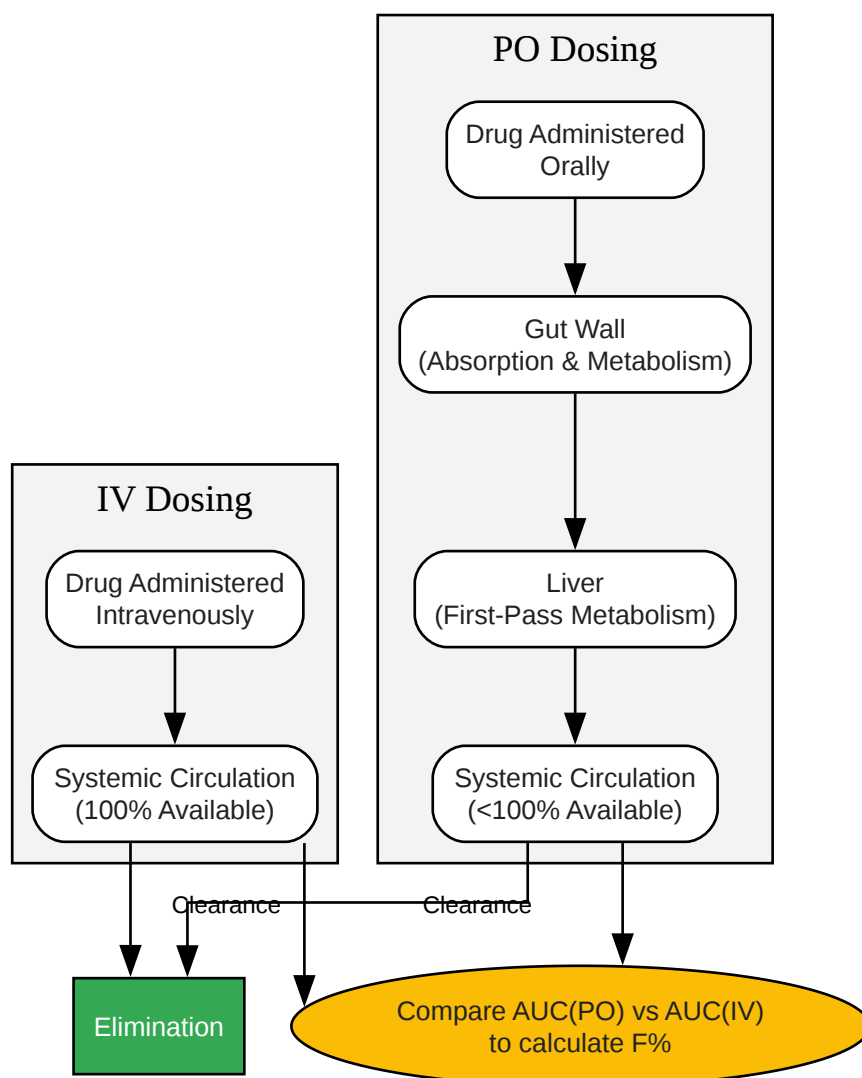 PO Dosing
Drug Administered
Orally
Gut Wall
(Absorption & Metabolism)
Liver
(First-Pass Metabolism)
Systemic Circulation
(<100% Available)
IV Dosing
Drug Administered
Intravenously
Systemic Circulation
(100% Available)
Clearance
Clearance
Elimination
Compare AUC(PO) vs AUC(IV)
to calculate F%